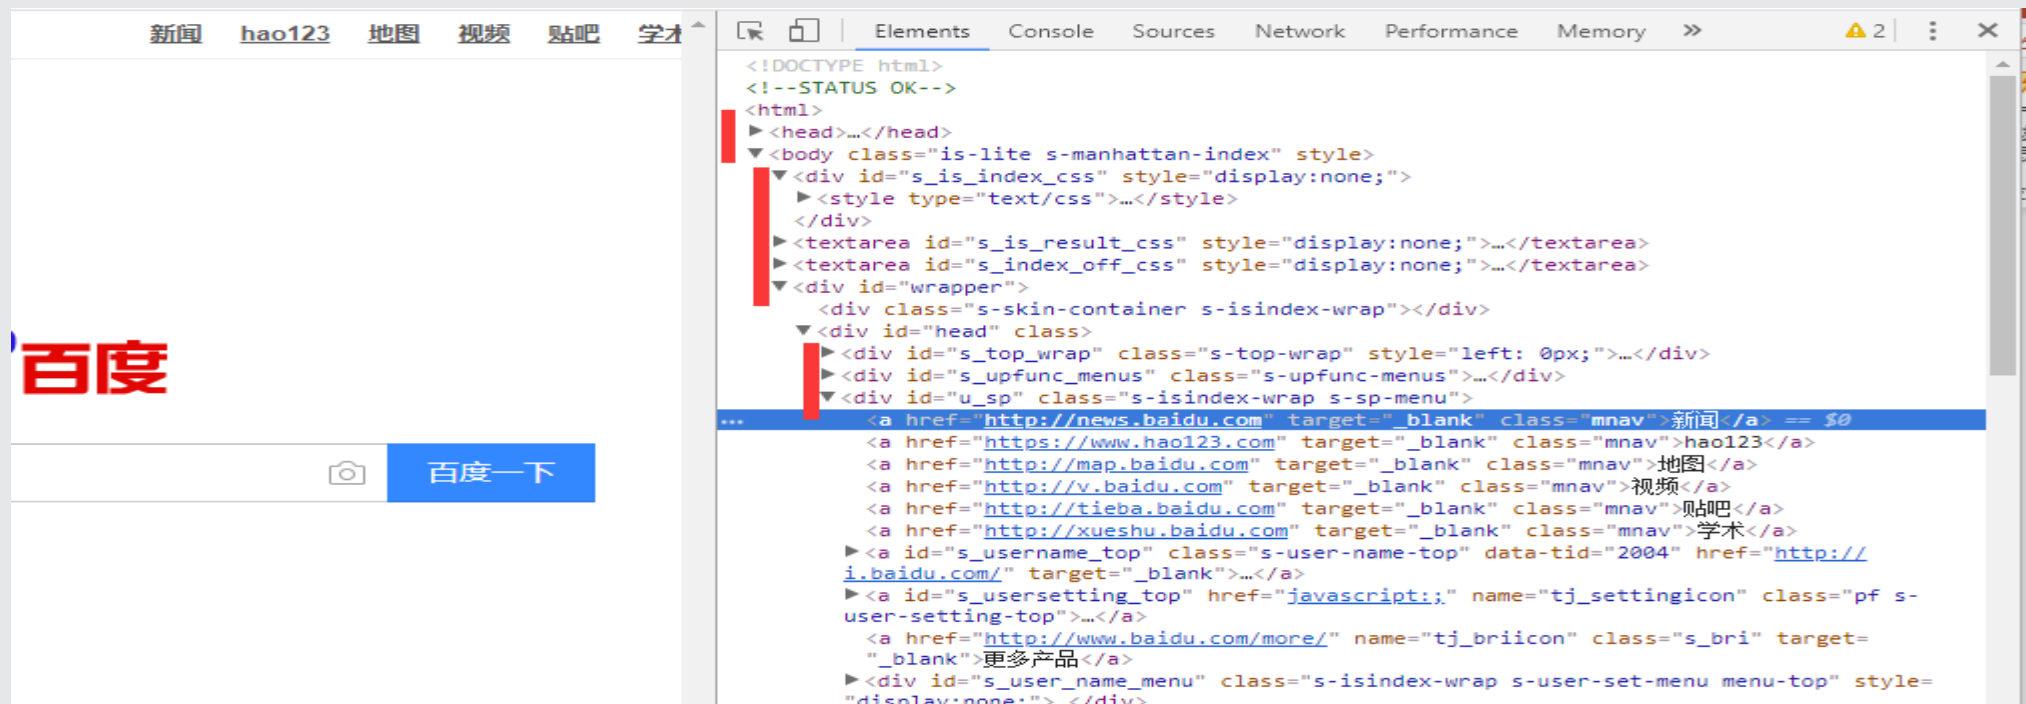 新闻 hao123 地图 视频 贴吧 学术
百度
百度一下
Elements Console Sources Network Performance Memory » 2
<!DOCTYPE html>
<!--STATUS OK-->
<html>
<head>…</head>
<body class="is-lite s-manhattan-index" style>
<div id="s_is_index_css" style="display:none;">
<style type="text/css">…</style>
</div>
<textarea id="s_is_result_css" style="display:none;">…</textarea>
<textarea id="s_index_off_css" style="display:none;">…</textarea>
<div id="wrapper">
<div class="s-skin-container s-isindex-wrap"></div>
<div id="head" class>
<div id="s_top_wrap" class="s-top-wrap" style="left: 0px;">…</div>
<div id="s_upfunc_menus" class="s-upfunc-menus">…</div>
<div id="u_sp" class="s-isindex-wrap s-sp-menu">
… <a href="http://news.baidu.com" target="_blank" class="mnav">新闻</a> == $0
<a href="https://www.hao123.com" target="_blank" class="mnav">hao123</a>
<a href="http://map.baidu.com" target="_blank" class="mnav">地图</a>
<a href="http://v.baidu.com" target="_blank" class="mnav">视频</a>
<a href="http://tieba.baidu.com" target="_blank" class="mnav">贴吧</a>
<a href="http://xueshu.baidu.com" target="_blank" class="mnav">学术</a>
<a id="s_username_top" class="s-user-name-top" data-tid="2004" href="http://
i.baidu.com/" target="_blank">…</a>
<a id="s_usersetting_top" href="javascript:;" name="tj_settingicon" class="pf s-
user-setting-top">…</a>
<a href="http://www.baidu.com/more/" name="tj_briicon" class="s_bri" target=
"_blank">更多产品</a>
<div id="s_user_name_menu" class="s-isindex-wrap s-user-set-menu menu-top" style=
"display:none;">…</div>